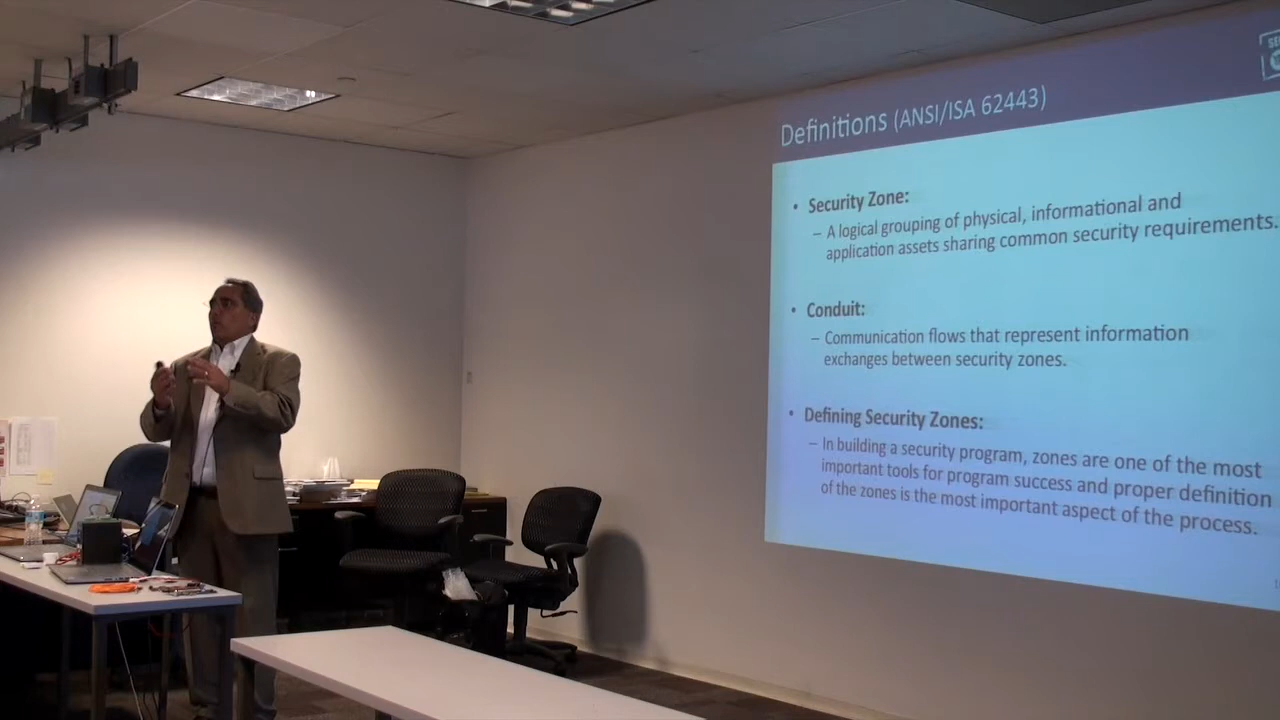 Definitions (ANSI/ISA 62443)
• Security Zone:
– A logical grouping of physical, informational and
application assets sharing common security requirements.
• Conduit:
– Communication flows that represent information
exchanges between security zones.
• Defining Security Zones:
– In building a security program, zones are one of the most
important tools for program success and proper definition
of the zones is the most important aspect of the process.